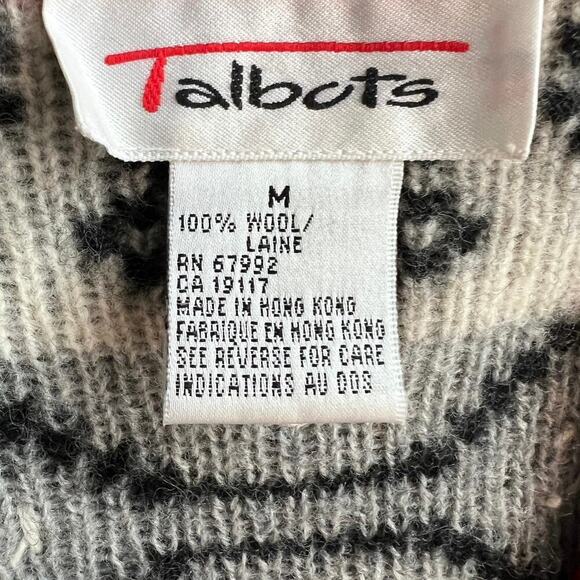 Talbots
M
100% WOOL/
LAINE
RN 67992
CA 19117
MADE IN HONG KONG
FABRIQUE EN HONG KONG
SEE REVERSE FOR CARE
INDICATIONS AU DOS